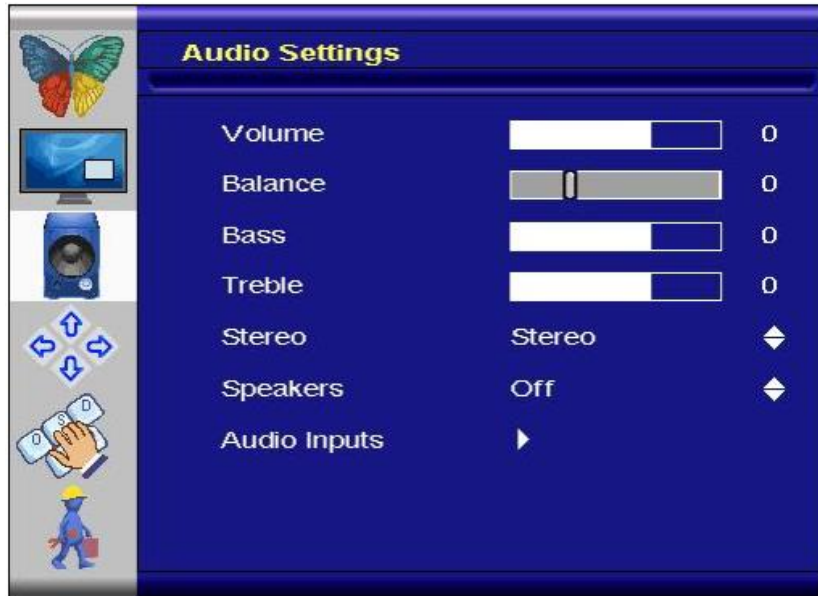 Audio Settings
Volume 0
Balance 0
Bass 0
Treble 0
Stereo Stereo
Speakers Off
Audio Inputs
O S D